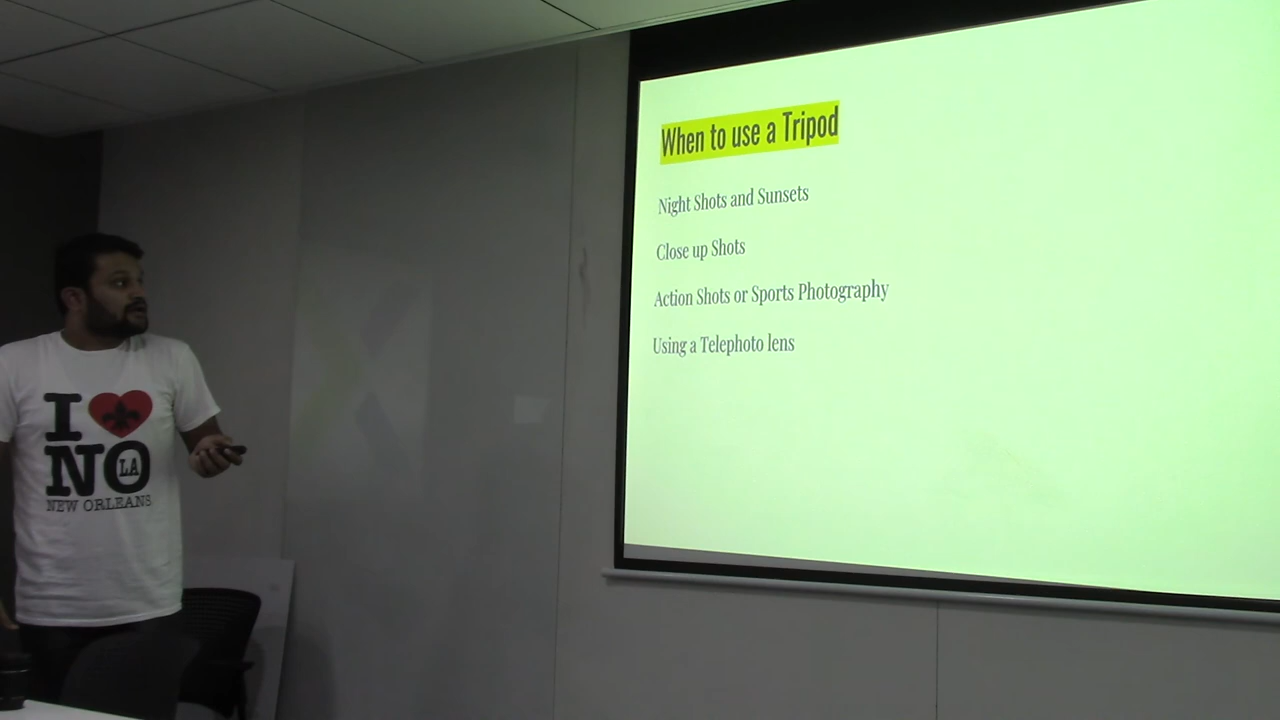 When to use a Tripod
Night Shots and Sunsets
Close up Shots
Action Shots or Sports Photography
Using a Telephoto lens
I
NO
LA
NEW ORLEANS